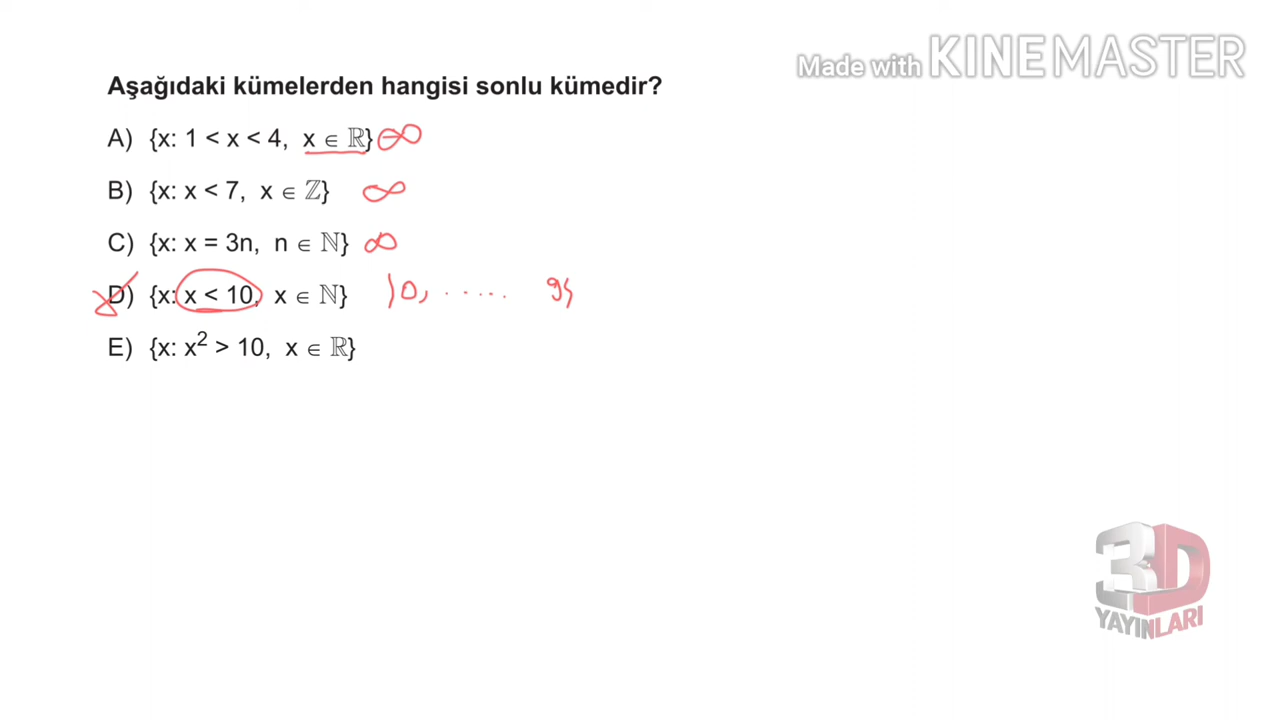 Made with KINEMASTER
Aşağıdaki kümelerden hangisi sonlu kümedir?
A) {x: 1 < x < 4, x ∈ ℝ} ∞
B) {x: x < 7, x ∈ ℤ} ∞
C) {x: x = 3n, n ∈ ℕ} ∞
D) {x: x < 10, x ∈ ℕ} {0, ..... 9}
E) {x: x² > 10, x ∈ ℝ}
3D
YAYINLARI